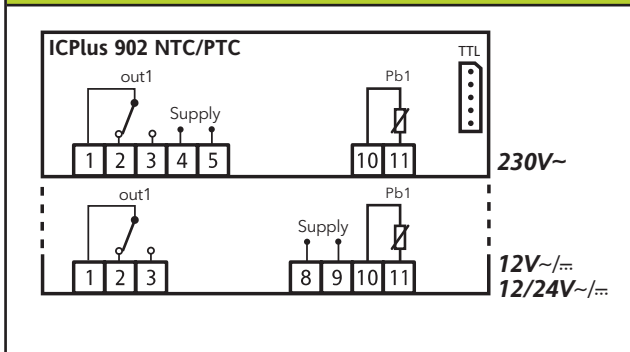 ICPlus 902 NTC/PTC
TTL
out1
Pb1
Supply
1 2 3 4 5 10 11
230V~
out1
Pb1
Supply
1 2 3 8 9 10 11
12V~/⎓
12/24V~/⎓